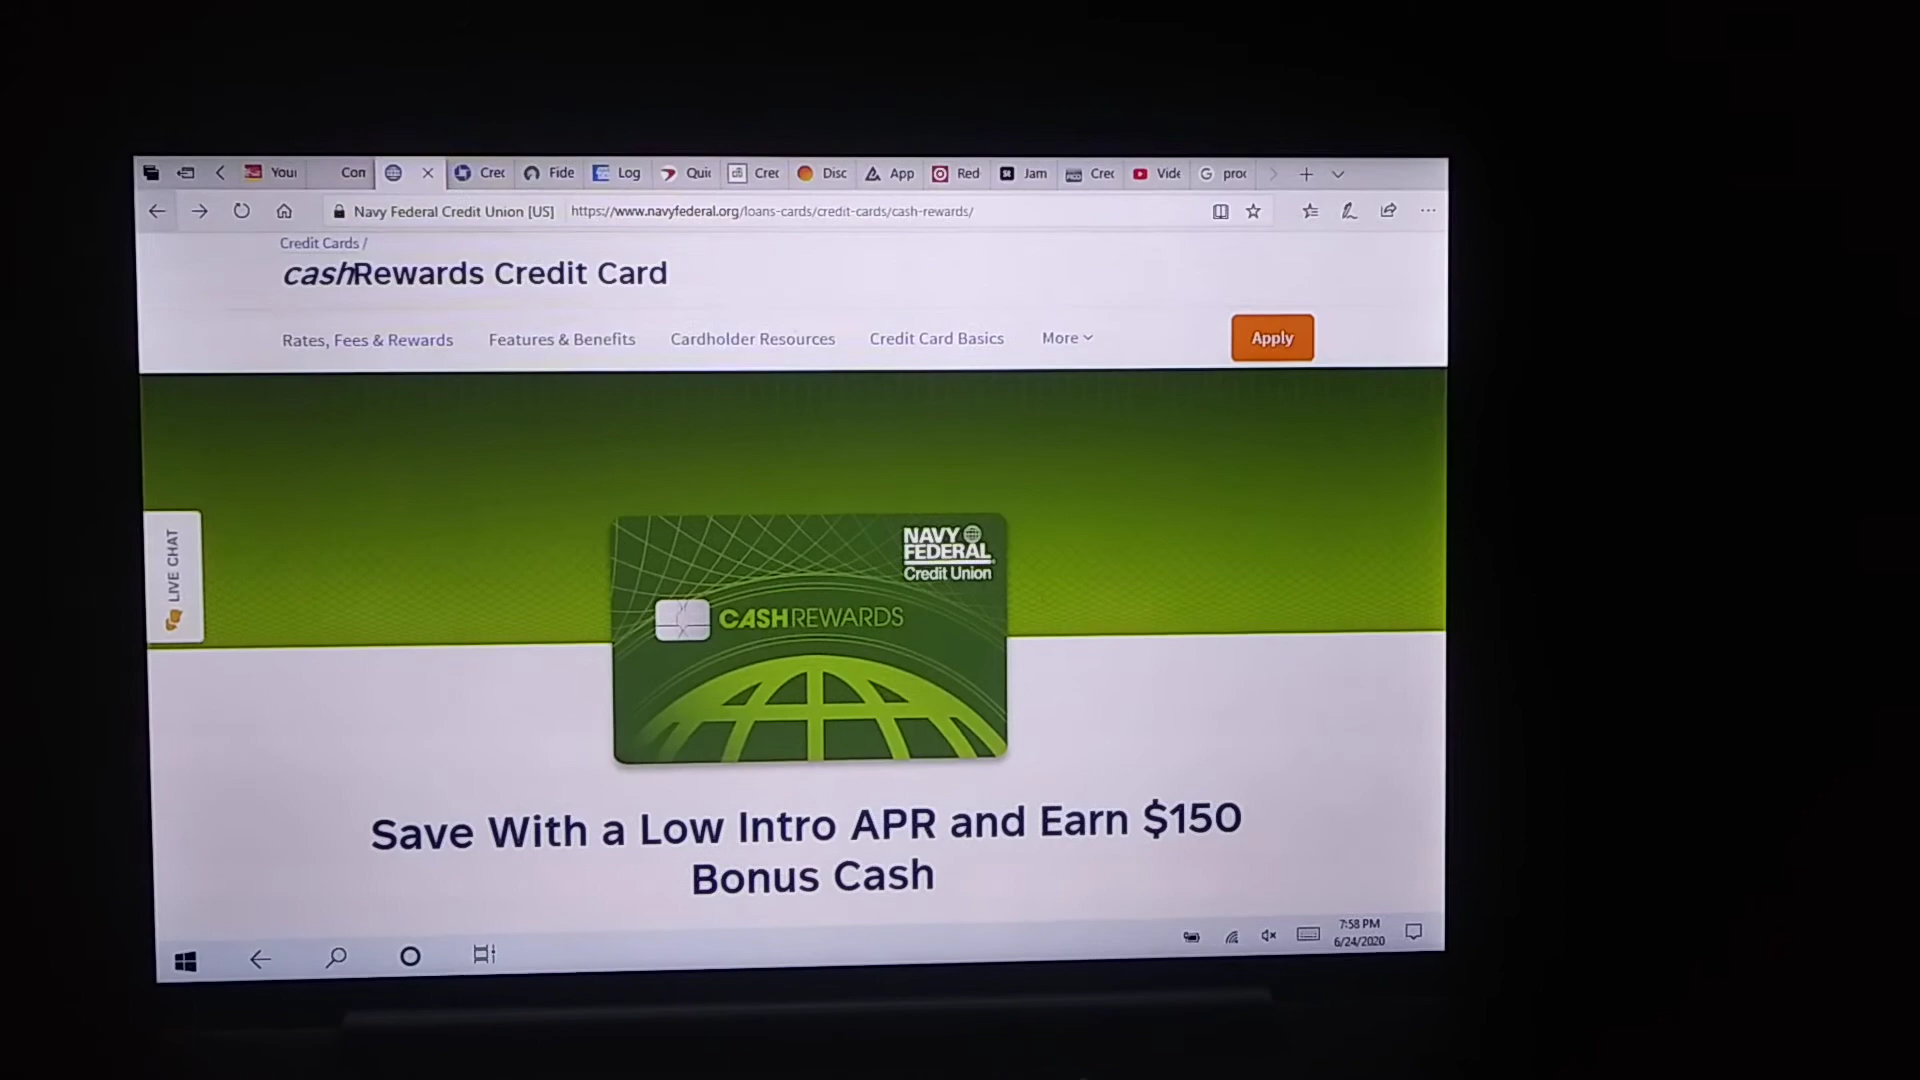 Your
Con
Crec
Fide
Log
Quic
Crec
Disc
App
Red
Jam
Crec
Vide
proc
Navy Federal Credit Union [US] https://www.navyfederal.org/loans-cards/credit-cards/cash-rewards/
Credit Cards /
cashRewards Credit Card
Rates, Fees & Rewards Features & Benefits Cardholder Resources Credit Card Basics More Apply
LIVE CHAT
NAVY
FEDERAL
Credit Union
CASHREWARDS
Save With a Low Intro APR and Earn $150
Bonus Cash
7:58 PM
6/24/2020